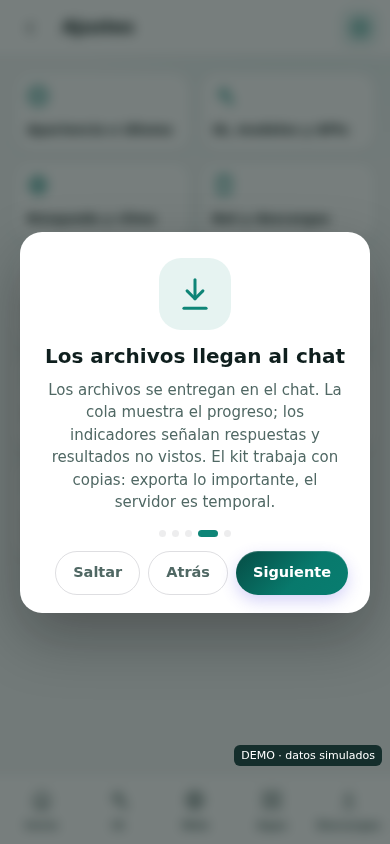 Ajustes
Los archivos llegan al chat
Los archivos se entregan en el chat. La
cola muestra el progreso; los
indicadores señalan respuestas y
resultados no vistos. El kit trabaja con
copias: exporta lo importante, el
servidor es temporal.
Saltar
Atrás
Siguiente
DEMO · datos simulados